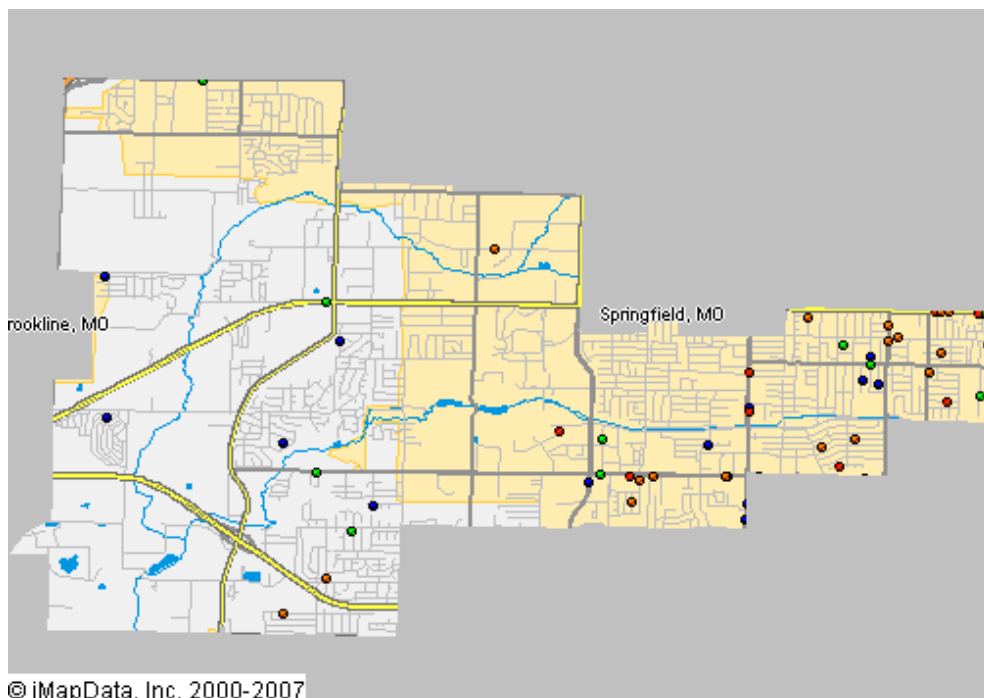 Springfield, MO
rookline, MO
© iMapData, Inc. 2000-2007